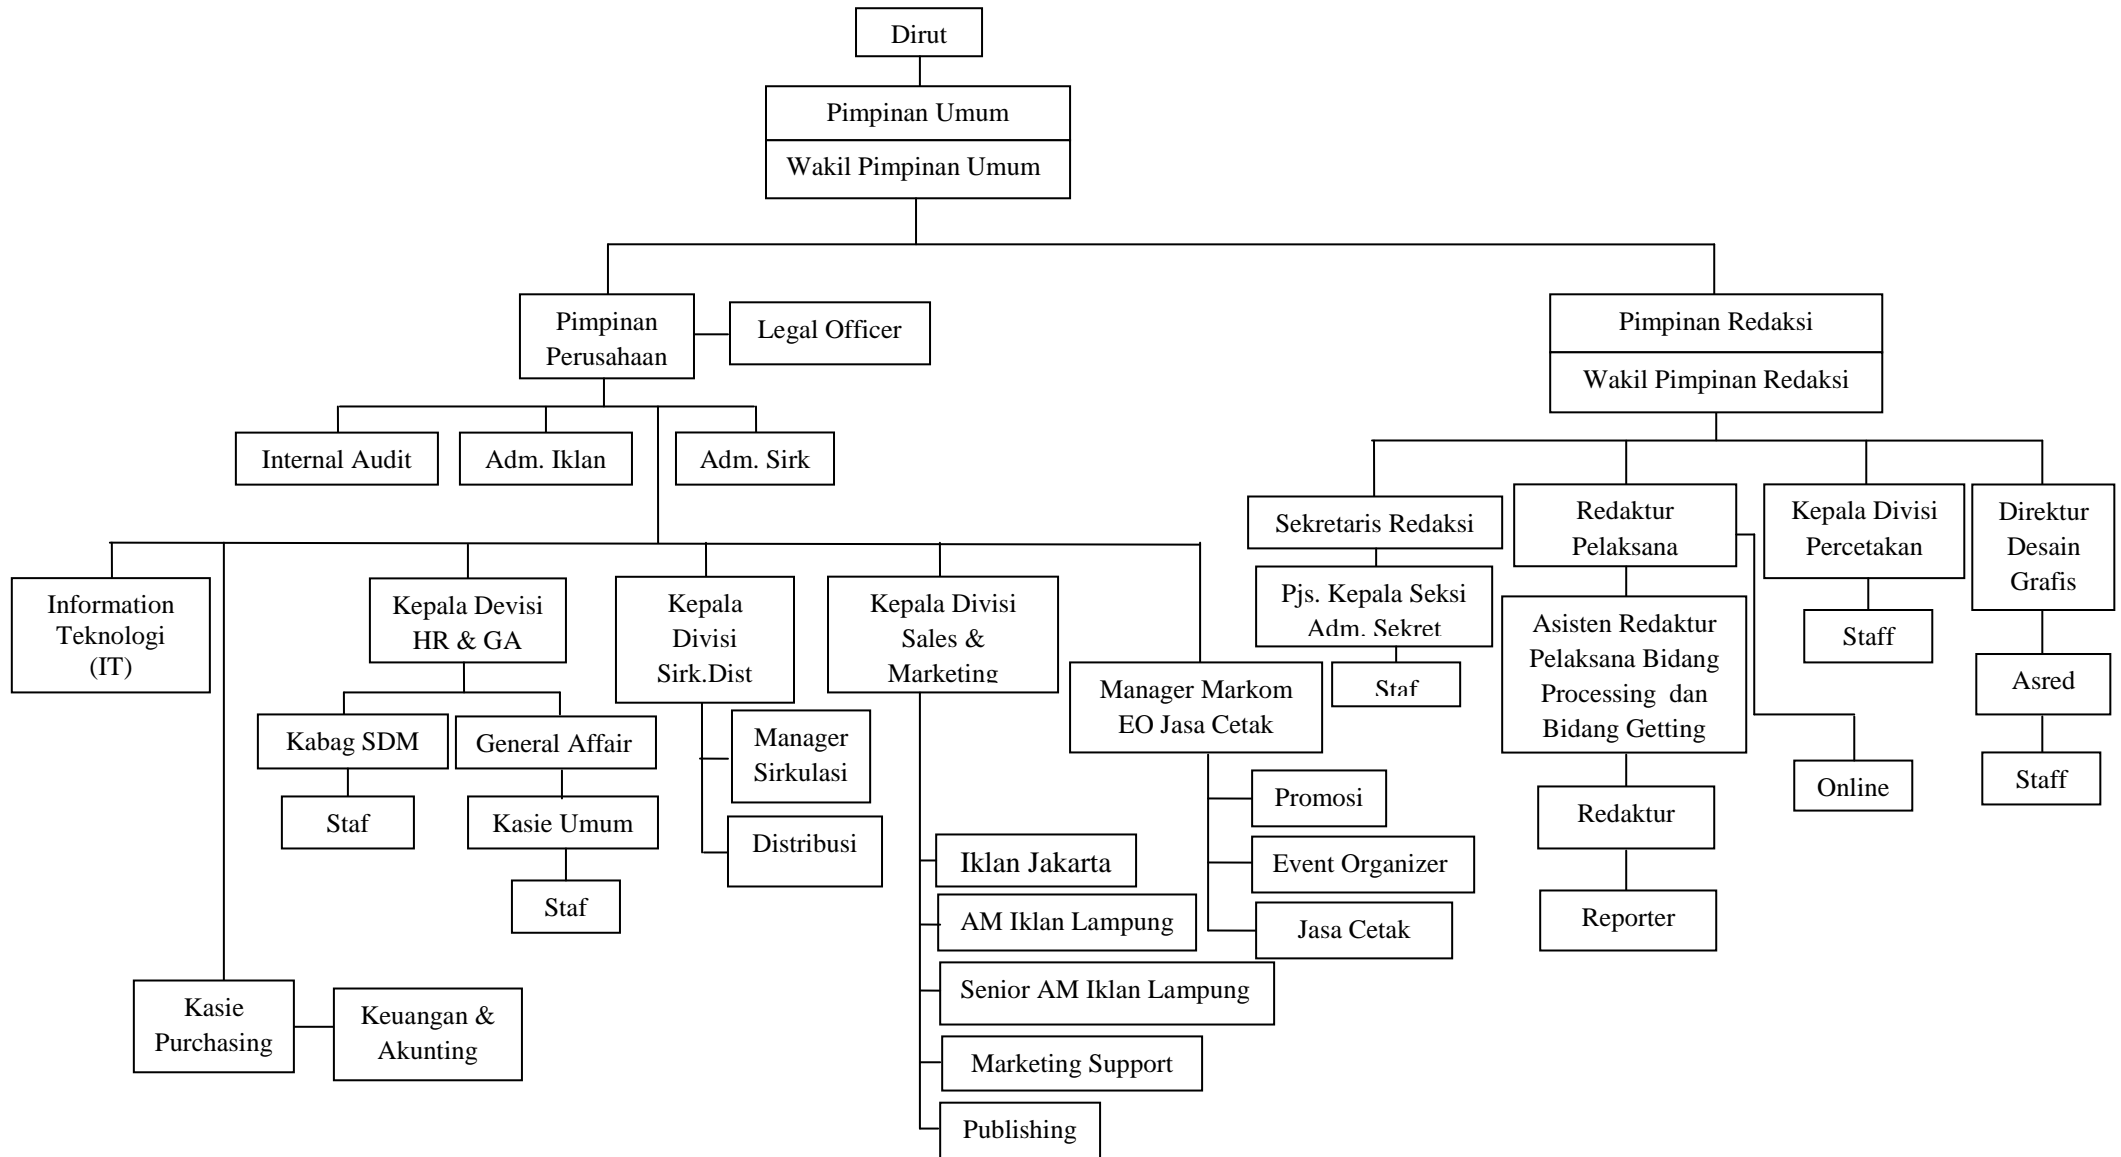 Dirut
Pimpinan Umum
Wakil Pimpinan Umum
Pimpinan
Perusahaan
Legal Officer
Pimpinan Redaksi
Wakil Pimpinan Redaksi
Internal Audit
Adm. Iklan
Adm. Sirk
Sekretaris Redaksi
Redaktur
Pelaksana
Kepala Divisi
Percetakan
Direktur
Desain
Grafis
Information
Teknologi
(IT)
Kepala Devisi
HR & GA
Kepala
Divisi
Sirk.Dist
Kepala Divisi
Sales &
Marketing
Manager Markom
EO Jasa Cetak
Pjs. Kepala Seksi
Adm. Sekret
Staf
Asisten Redaktur
Pelaksana Bidang
Processing dan
Bidang Getting
Staff
Asred
Kabag SDM
General Affair
Manager
Sirkulasi
Staf
Kasie Umum
Distribusi
Staf
Promosi
Event Organizer
Jasa Cetak
Redaktur
Online
Staff
Reporter
Iklan Jakarta
AM Iklan Lampung
Senior AM Iklan Lampung
Marketing Support
Publishing
Kasie
Purchasing
Keuangan &
Akunting